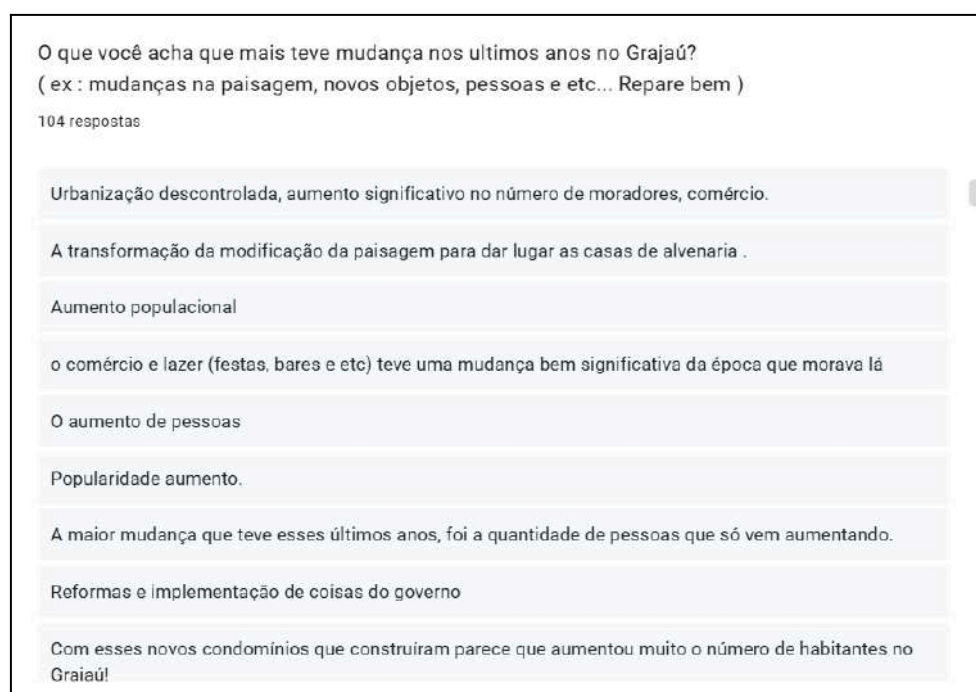 O que você acha que mais teve mudança nos ultimos anos no Grajaú?
( ex : mudanças na paisagem, novos objetos, pessoas e etc... Repare bem )
104 respostas
Urbanização descontrolada, aumento significativo no número de moradores, comércio.
A transformação da modificação da paisagem para dar lugar as casas de alvenaria .
Aumento populacional
o comércio e lazer (festas, bares e etc) teve uma mudança bem significativa da época que morava lá
O aumento de pessoas
Popularidade aumento.
A maior mudança que teve esses últimos anos, foi a quantidade de pessoas que só vem aumentando.
Reformas e implementação de coisas do governo
Com esses novos condomínios que construíram parece que aumentou muito o número de habitantes no
Grajaú!